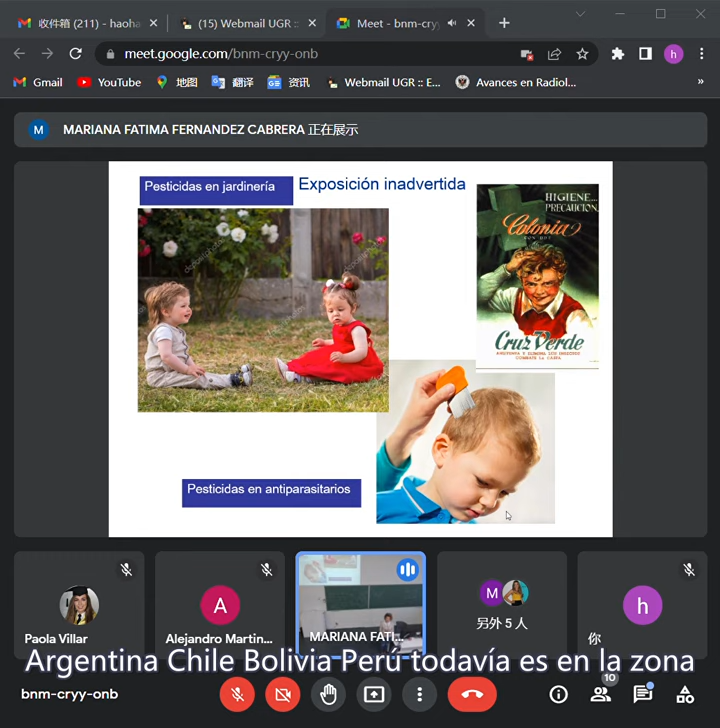 收件箱 (211) - haoha
(15) Webmail UGR ::
Meet - bnm-cry
meet.google.com/bnm-cryy-onb
h
Gmail
YouTube
地图
翻译
资讯
Webmail UGR :: E...
Avances en Radiol...
»
M
MARIANA FATIMA FERNANDEZ CABRERA 正在展示
Pesticidas en jardinería
Exposición inadvertida
HIGIENE...
PRECAUCION
Colonia
Cruz Verde
depositphotos
Pesticidas en antiparasitarios
Paola Villar
A
Alejandro Martin...
MARIANA FATI...
M
另外 5 人
h
你
Argentina Chile Bolivia Perú todavía es en la zona
bnm-cryy-onb
10